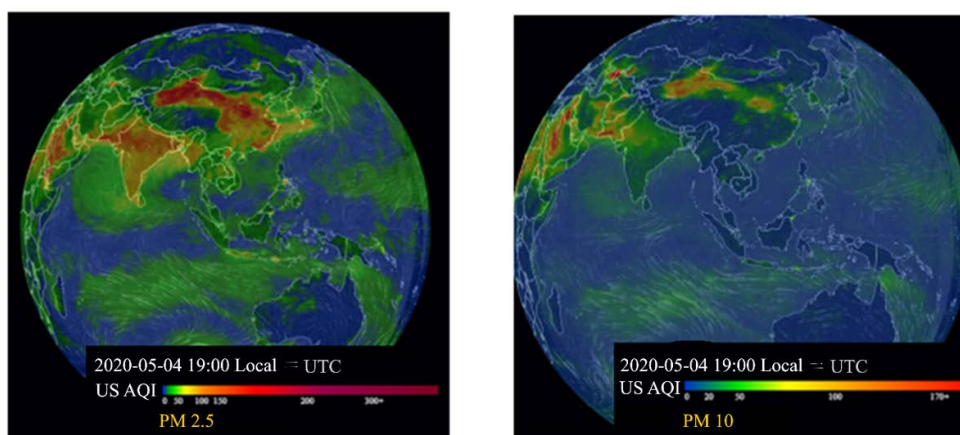 2020-05-04 19:00 Local ⇌ UTC
US AQI 0 50 100 150 200 300+
PM 2.5
2020-05-04 19:00 Local ⇌ UTC
US AQI 0 20 50 100 170+
PM 10